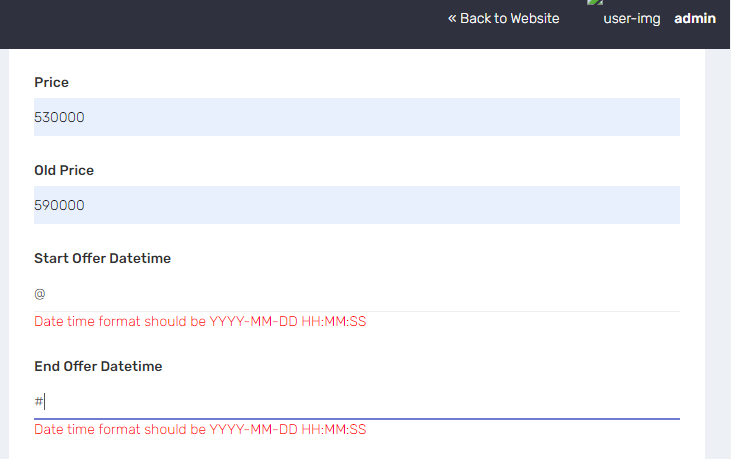 « Back to Website user-img admin
Price
530000
Old Price
590000
Start Offer Datetime
@
Date time format should be YYYY-MM-DD HH:MM:SS
End Offer Datetime
#
Date time format should be YYYY-MM-DD HH:MM:SS